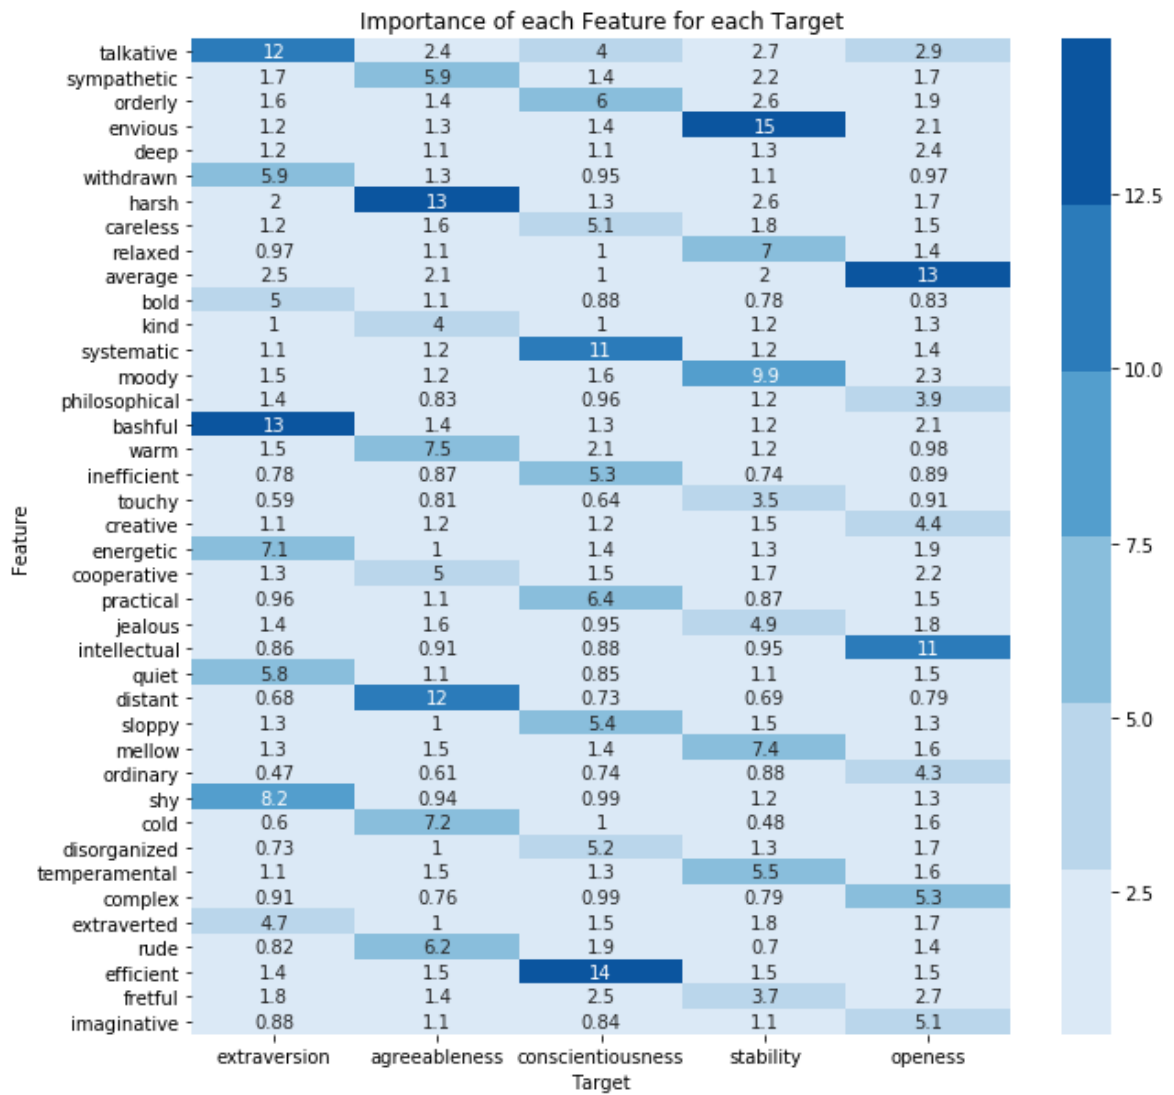 Importance of each Feature for each Target
talkative 12 2.4 4 2.7 2.9
sympathetic 1.7 5.9 1.4 2.2 1.7
orderly 1.6 1.4 6 2.6 1.9
envious 1.2 1.3 1.4 15 2.1
deep 1.2 1.1 1.1 1.3 2.4
withdrawn 5.9 1.3 0.95 1.1 0.97
harsh 2 13 1.3 2.6 1.7
12.5
careless 1.2 1.6 5.1 1.8 1.5
relaxed 0.97 1.1 1 7 1.4
average 2.5 2.1 1 2 13
bold 5 1.1 0.88 0.78 0.83
kind 1 4 1 1.2 1.3
systematic 1.1 1.2 11 1.2 1.4
10.0
moody 1.5 1.2 1.6 9.9 2.3
philosophical 1.4 0.83 0.96 1.2 3.9
bashful 13 1.4 1.3 1.2 2.1
warm 1.5 7.5 2.1 1.2 0.98
inefficient 0.78 0.87 5.3 0.74 0.89
touchy 0.59 0.81 0.64 3.5 0.91
creative 1.1 1.2 1.2 1.5 4.4
Feature
energetic 7.1 1 1.4 1.3 1.9
7.5
cooperative 1.3 5 1.5 1.7 2.2
practical 0.96 1.1 6.4 0.87 1.5
jealous 1.4 1.6 0.95 4.9 1.8
intellectual 0.86 0.91 0.88 0.95 11
quiet 5.8 1.1 0.85 1.1 1.5
distant 0.68 12 0.73 0.69 0.79
sloppy 1.3 1 5.4 1.5 1.3
5.0
mellow 1.3 1.5 1.4 7.4 1.6
ordinary 0.47 0.61 0.74 0.88 4.3
shy 8.2 0.94 0.99 1.2 1.3
cold 0.6 7.2 1 0.48 1.6
disorganized 0.73 1 5.2 1.3 1.7
temperamental 1.1 1.5 1.3 5.5 1.6
complex 0.91 0.76 0.99 0.79 5.3
2.5
extraverted 4.7 1 1.5 1.8 1.7
rude 0.82 6.2 1.9 0.7 1.4
efficient 1.4 1.5 14 1.5 1.5
fretful 1.8 1.4 2.5 3.7 2.7
imaginative 0.88 1.1 0.84 1.1 5.1
extraversion agreeableness conscientiousness stability openess
Target